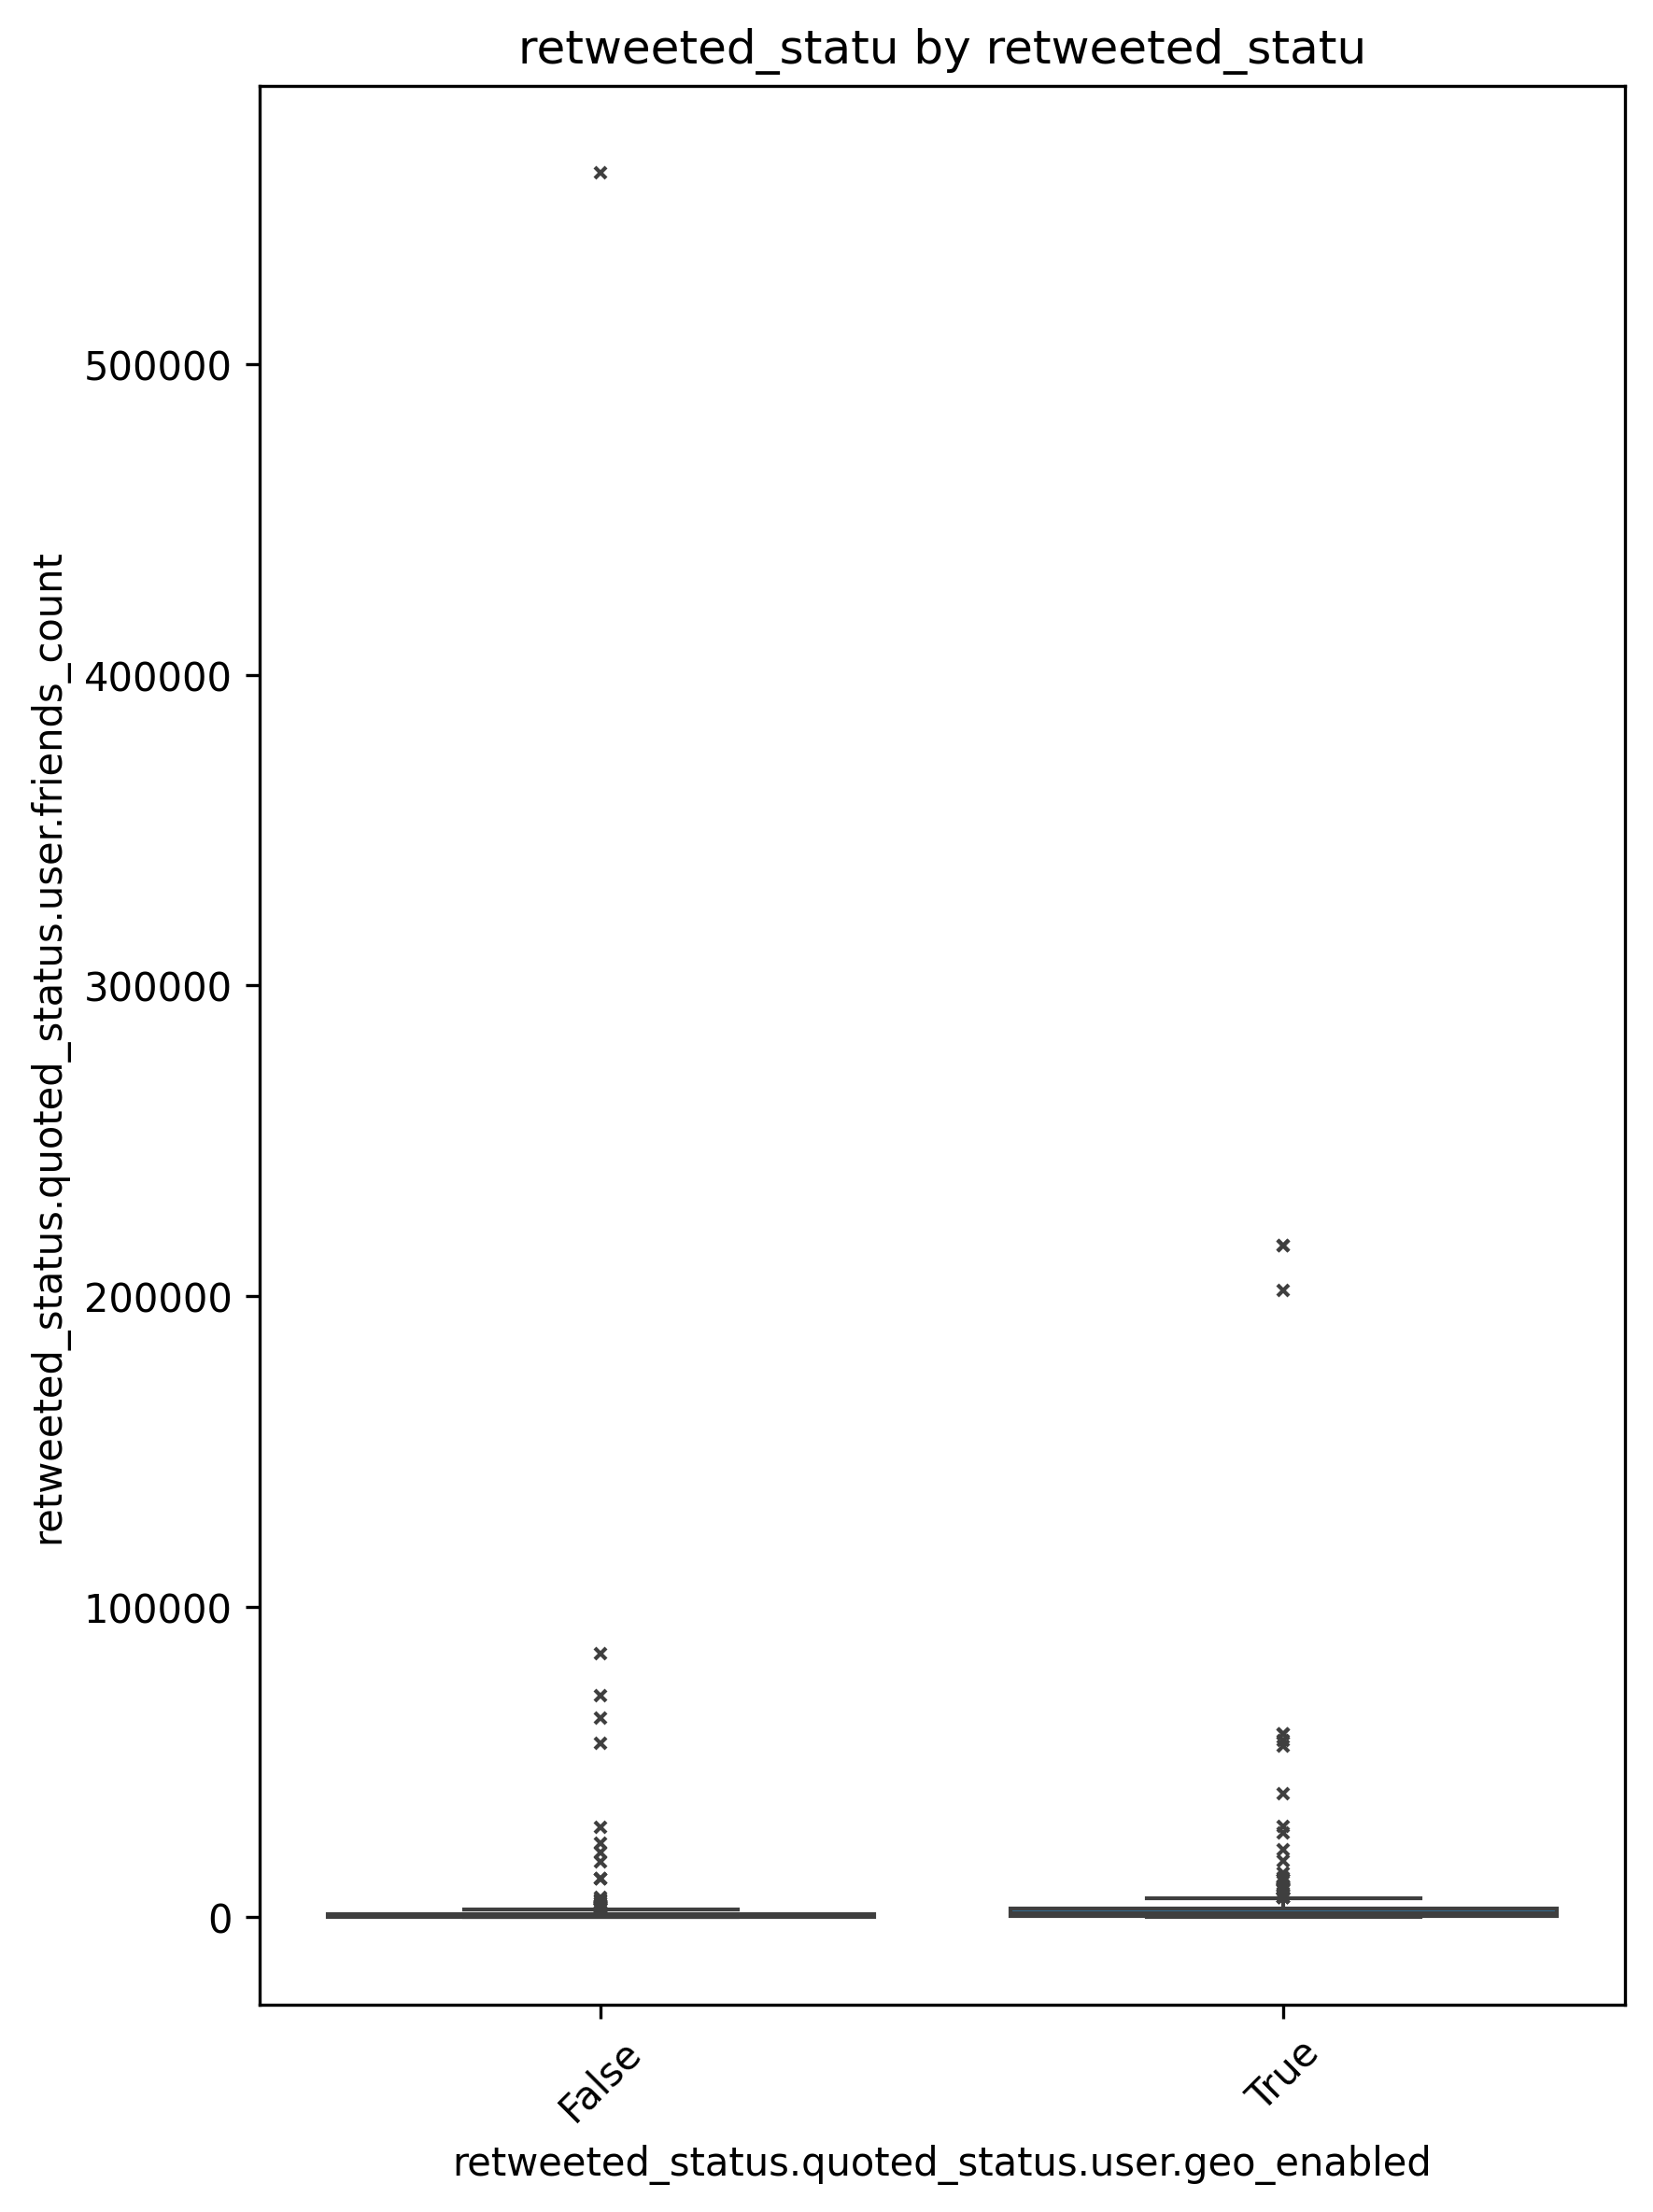 retweeted_statu by retweeted_statu
retweeted_status.quoted_status.user.friends_count
500000
400000
300000
200000
100000
0
False
True
retweeted_status.quoted_status.user.geo_enabled